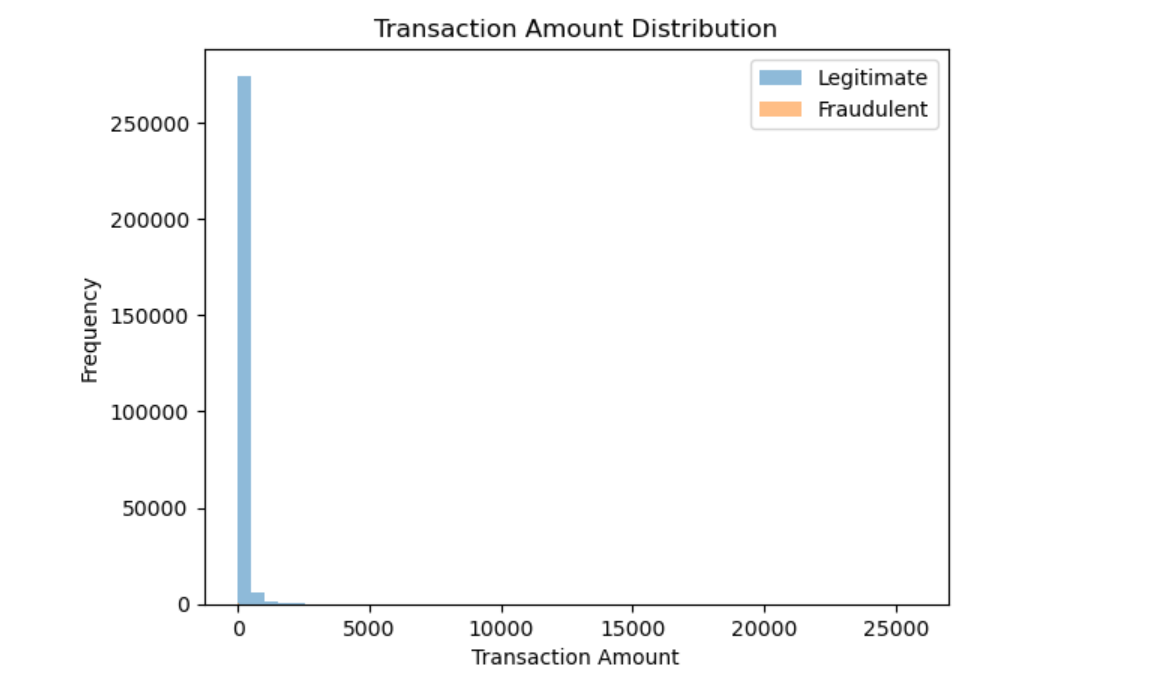 Transaction Amount Distribution
Legitimate
Fraudulent
Frequency
250000
200000
150000
100000
50000
0
0 5000 10000 15000 20000 25000
Transaction Amount